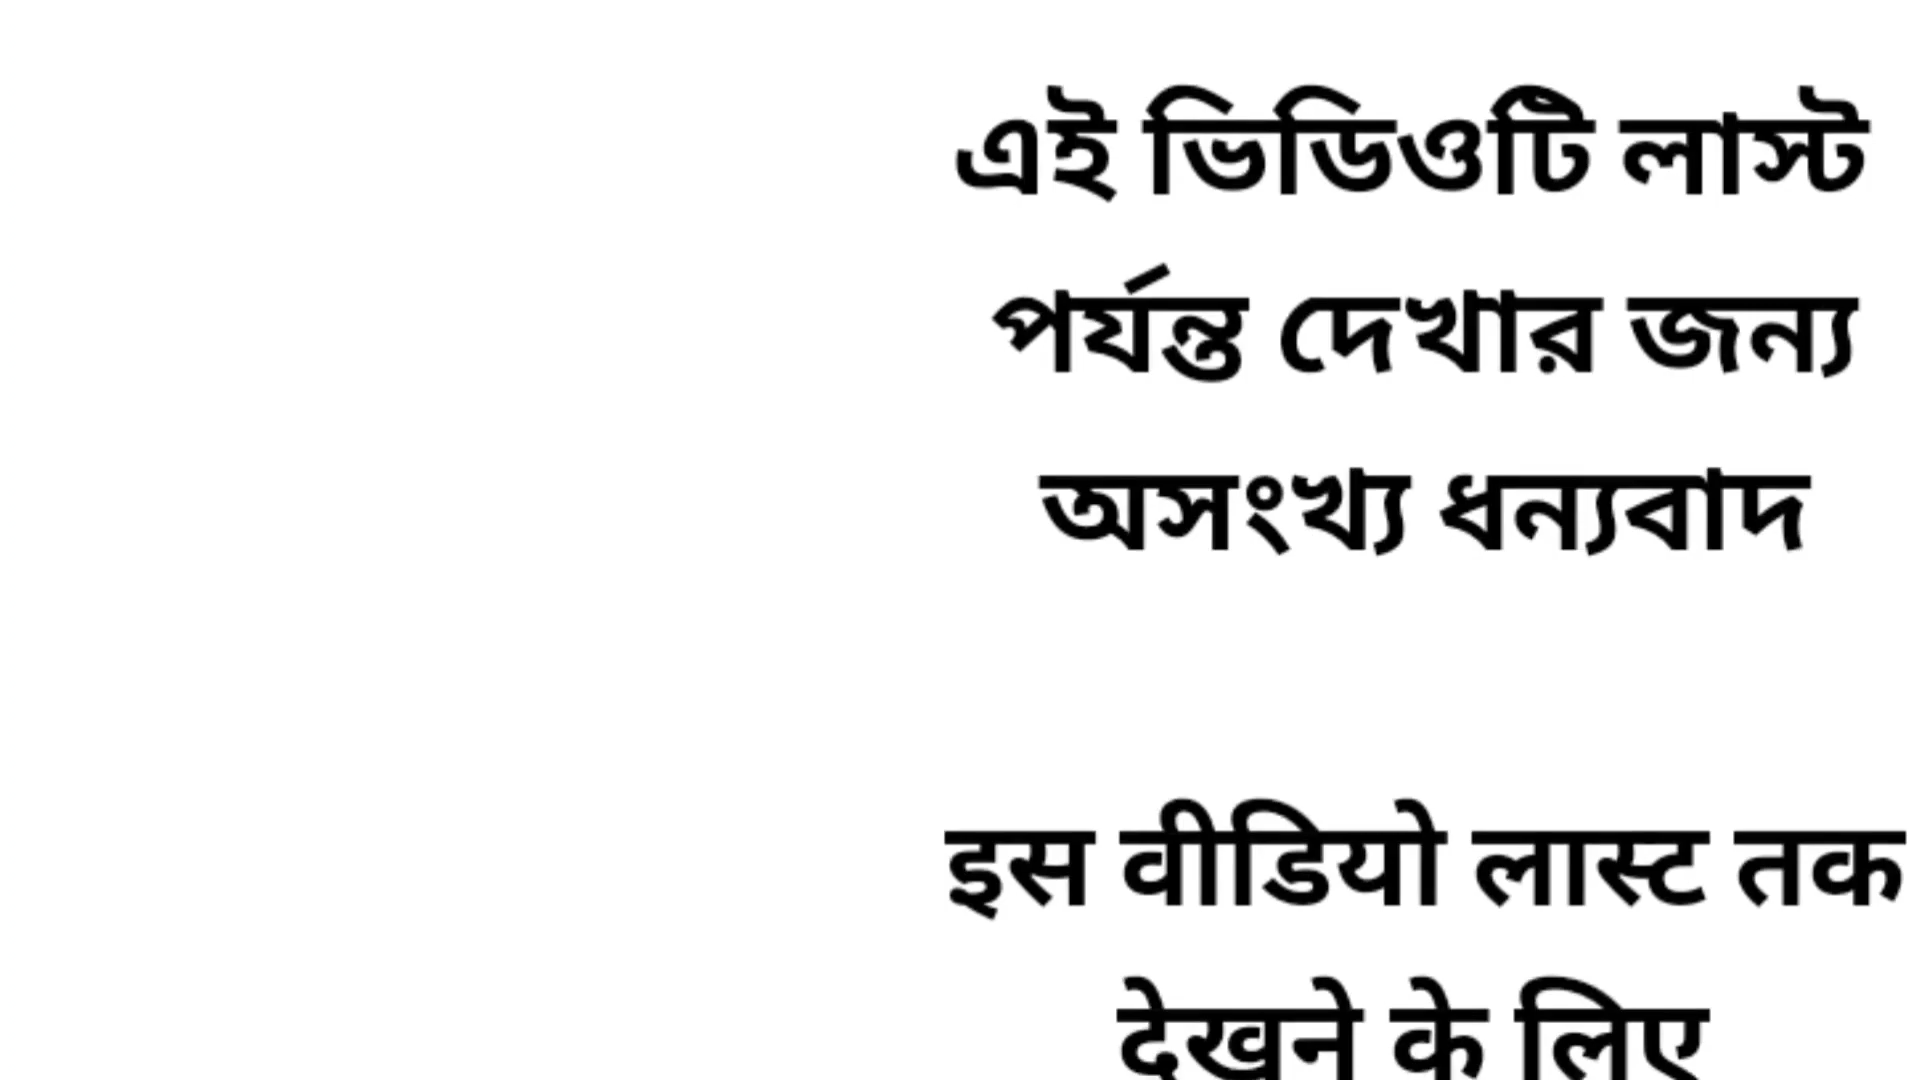 এই ভিডিওটি লাস্ট
পর্যন্ত দেখার জন্য
অসংখ্য ধন্যবাদ
इस वीडियो लास्ट तक
देखने के लिए